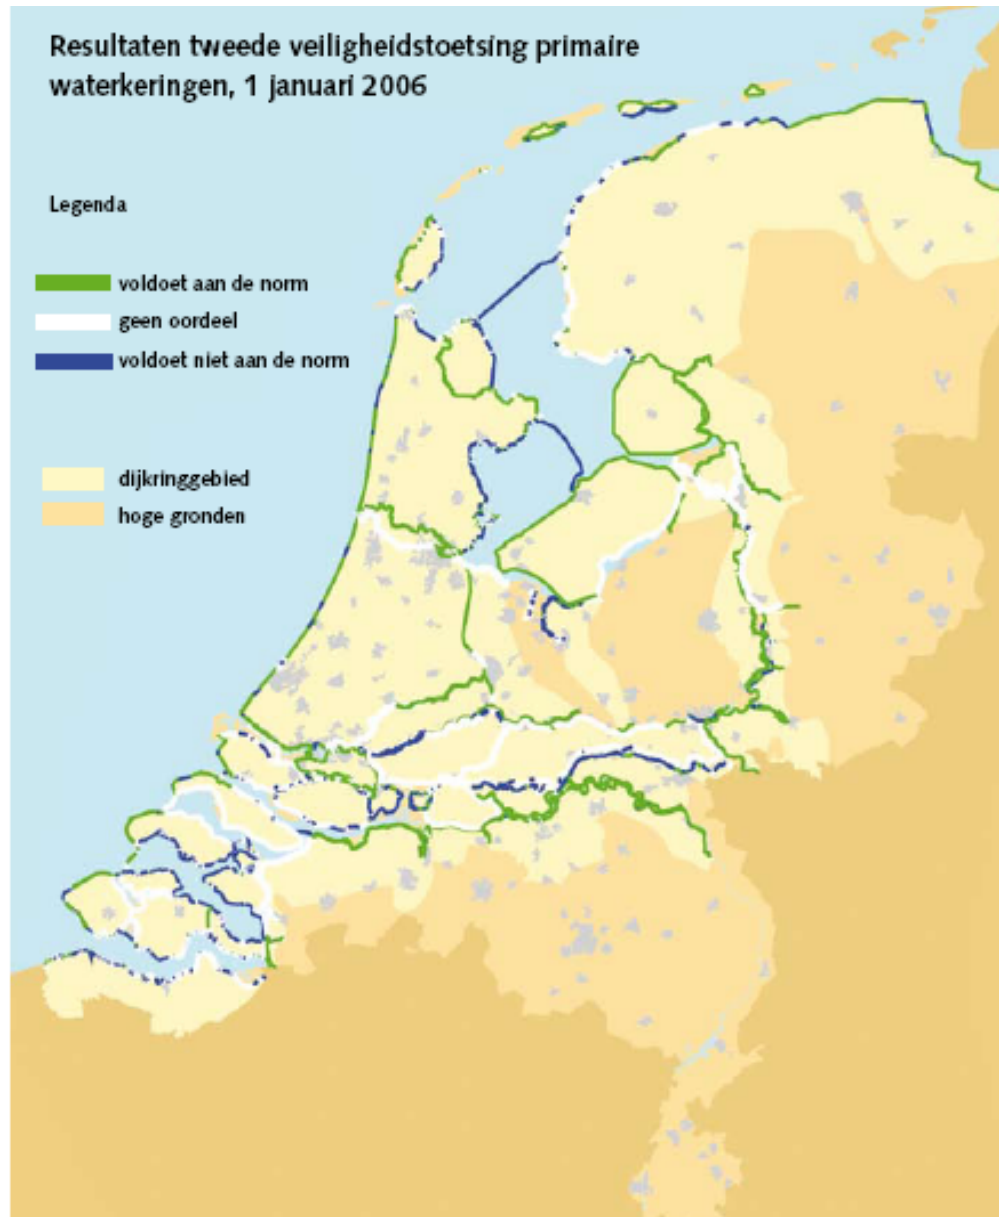 Resultaten tweede veiligheidstoetsing primaire
waterkeringen, 1 januari 2006
Legenda
voldoet aan de norm
geen oordeel
voldoet niet aan de norm
dijkringgebied
hoge gronden